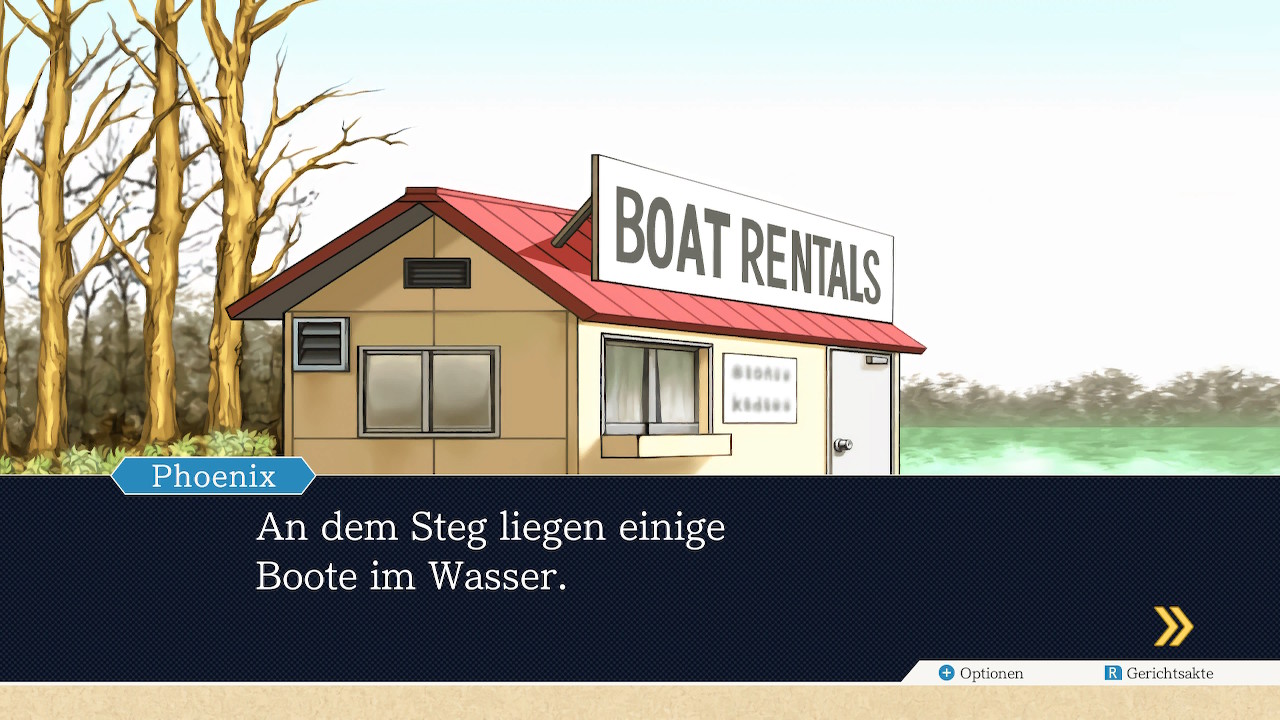 BOAT RENTALS
Phoenix
An dem Steg liegen einige
Boote im Wasser.
+ Optionen
R Gerichtsakte